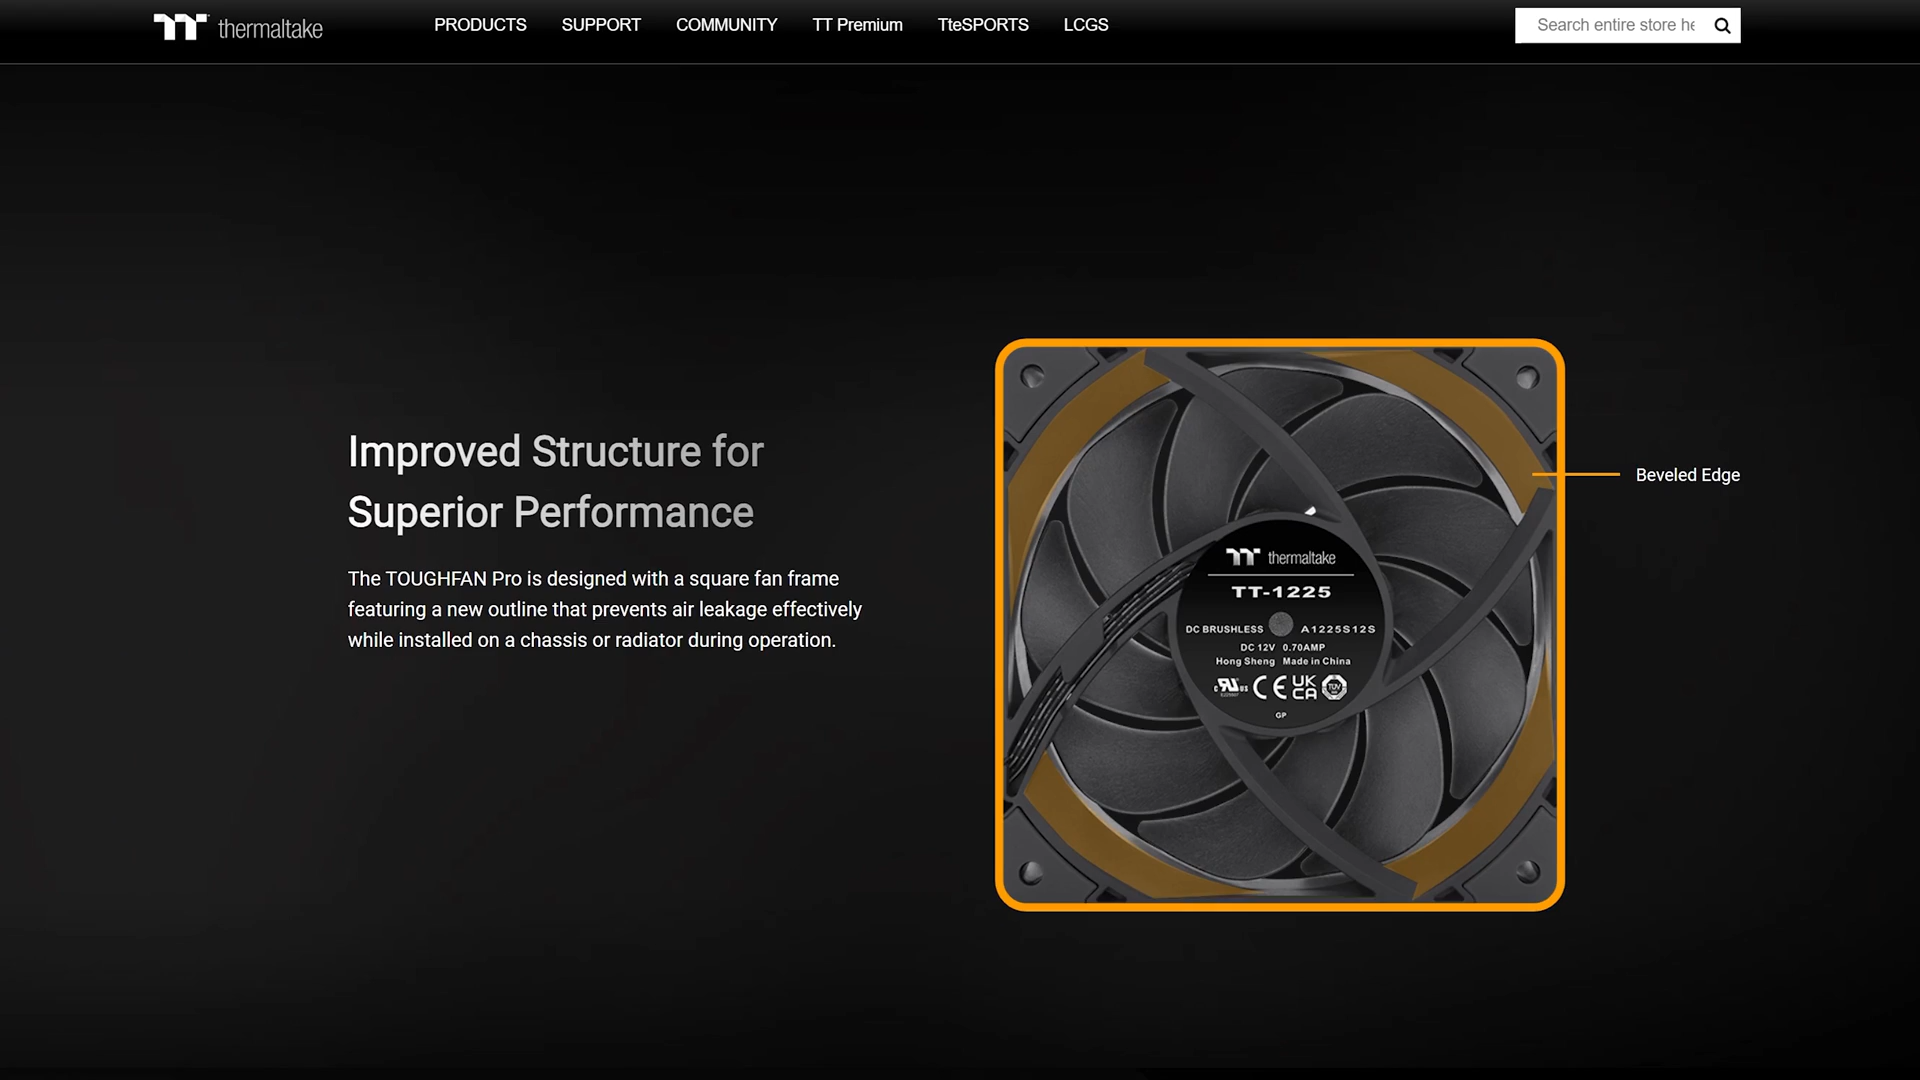 thermaltake
PRODUCTS SUPPORT COMMUNITY TT Premium TteSPORTS LCGS
Search entire store he
Improved Structure for
Superior Performance
The TOUGHFAN Pro is designed with a square fan frame
featuring a new outline that prevents air leakage effectively
while installed on a chassis or radiator during operation.
Beveled Edge
thermaltake
TT-1225
DC BRUSHLESS A1225S12S
DC 12V 0.70AMP
Hong Sheng Made in China
c RU US CE UK CA TÜV
GP